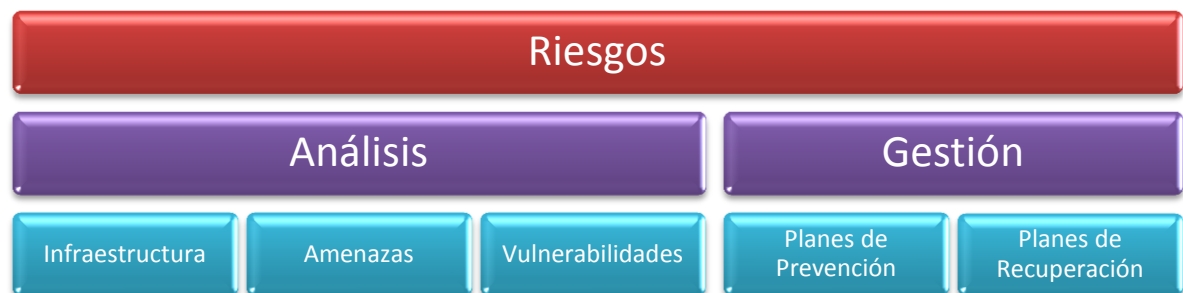 Riesgos
Análisis
Gestión
Infraestructura
Amenazas
Vulnerabilidades
Planes de
Prevención
Planes de
Recuperación